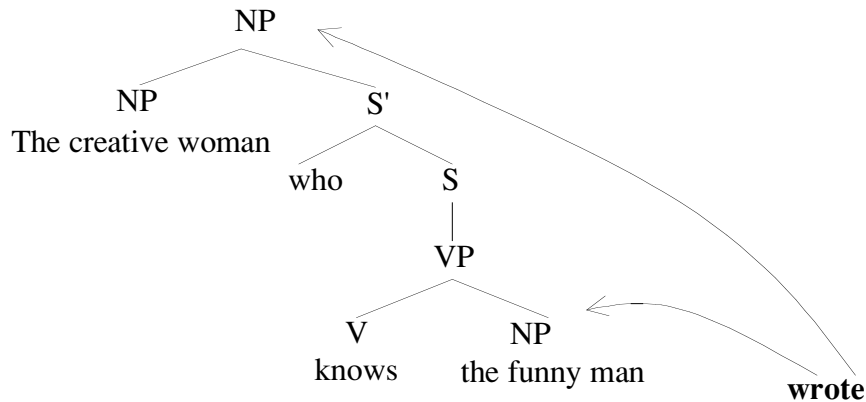 NP
NP S'
The creative woman
who S
VP
V NP
knows the funny man
wrote